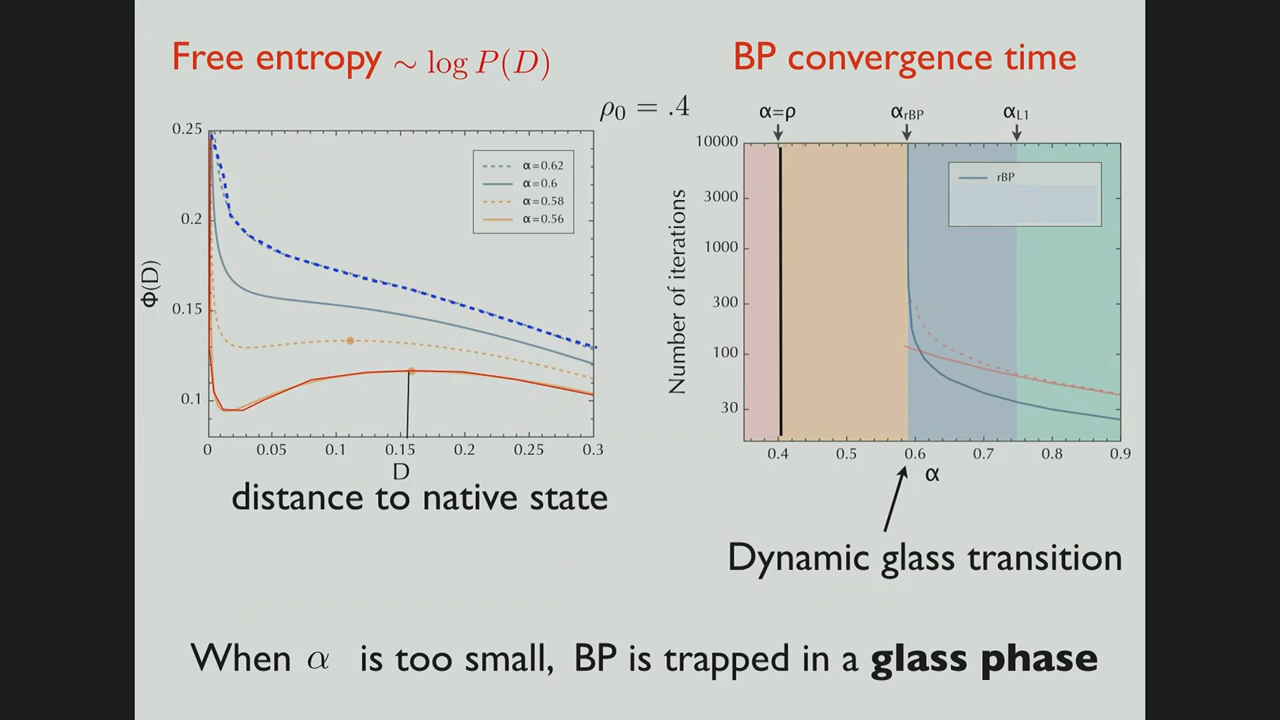 Free entropy ∼ log P(D)
BP convergence time
ρ₀ = .4
α=ρ
α_rBP
α_L1
0.25
0.2
0.15
0.1
Φ(D)
α=0.62
α=0.6
α=0.58
α=0.56
0
0.05
0.1
0.15
0.2
0.25
0.3
D
distance to native state
10000
3000
1000
300
100
30
Number of iterations
rBP
0.4
0.5
0.6
0.7
0.8
0.9
α
Dynamic glass transition
When α is too small, BP is trapped in a glass phase